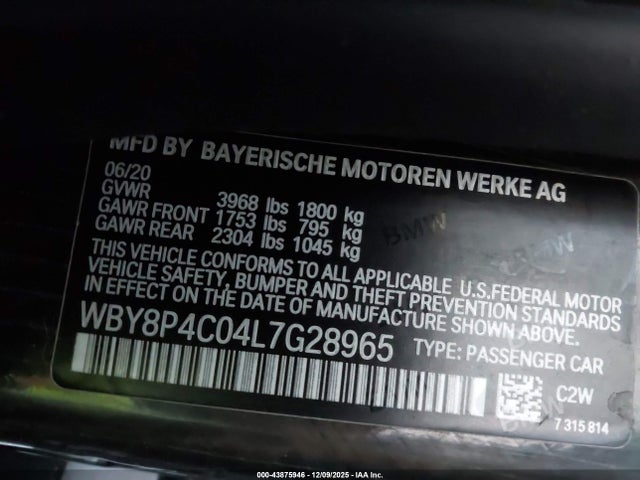 MFD BY BAYERISCHE MOTOREN WERKE AG
06/20
GVWR 3968 lbs 1800 kg
GAWR FRONT 1753 lbs 795 kg
GAWR REAR 2304 lbs 1045 kg
THIS VEHICLE CONFORMS TO ALL APPLICABLE U.S.FEDERAL MOTOR
VEHICLE SAFETY, BUMPER AND THEFT PREVENTION STANDARDS
IN EFFECT ON THE DATE OF MANUFACTURE SHOWN ABOVE.
WBY8P4C04L7G28965 TYPE: PASSENGER CAR
C2W
7 315 814
BMW
BMW
BMW
000-43875946 - 12/09/2025 - IAA Inc.